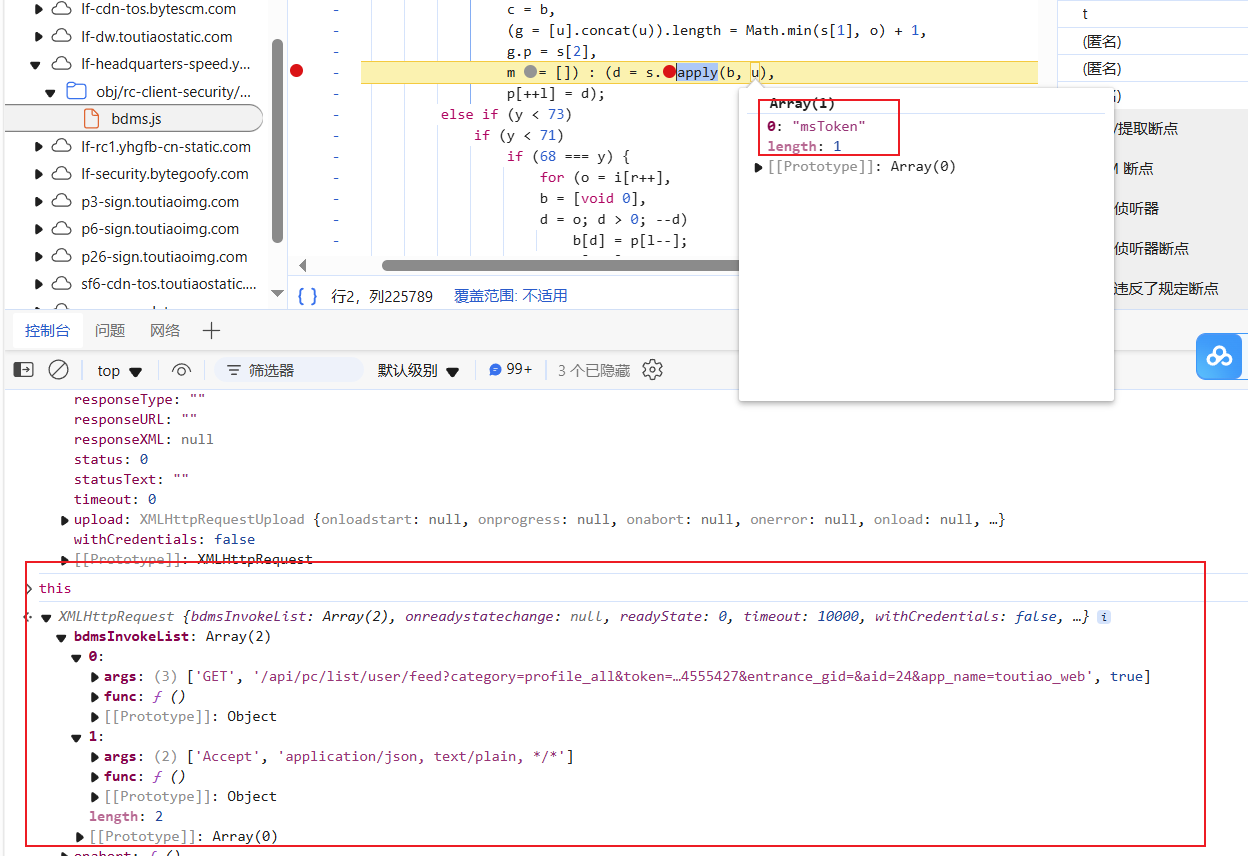 lf-cdn-tos.bytescm.com
lf-dw.toutiaostatic.com
lf-headquarters-speed.y...
obj/rc-client-security/...
bdms.js
lf-rc1.yhgfb-cn-static.com
lf-security.bytegoofy.com
p3-sign.toutiaoimg.com
p6-sign.toutiaoimg.com
p26-sign.toutiaoimg.com
sf6-cdn-tos.toutiaostatic....
- c = b,
- (g = [u].concat(u)).length = Math.min(s[1], o) + 1,
- g.p = s[2],
- m = []) : (d = s.apply(b, u),
- p[++l] = d);
- else if (y < 73)
- if (y < 71)
- if (68 === y) {
- for (o = i[r++],
- b = [void 0],
- d = o; d > 0; --d)
- b[d] = p[l--];
{ } 行2，列225789 覆盖范围: 不适用
t
(匿名)
(匿名)
/提取断点
断点
侦听器
侦听器断点
违反了规定断点
Array(1)
0: "msToken"
length: 1
[[Prototype]]: Array(0)
控制台 问题 网络
top 筛选器 默认级别 99+ 3 个已隐藏
responseType: ""
responseURL: ""
responseXML: null
status: 0
statusText: ""
timeout: 0
upload: XMLHttpRequestUpload {onloadstart: null, onprogress: null, onabort: null, onerror: null, onload: null, …}
withCredentials: false
[[Prototype]]: XMLHttpRequest
this
XMLHttpRequest {bdmsInvokeList: Array(2), onreadystatechange: null, readyState: 0, timeout: 10000, withCredentials: false, …} i
bdmsInvokeList: Array(2)
0:
args: (3) ['GET', '/api/pc/list/user/feed?category=profile_all&token=…4555427&entrance_gid=&aid=24&app_name=toutiao_web', true]
func: ƒ ()
[[Prototype]]: Object
1:
args: (2) ['Accept', 'application/json, text/plain, */*']
func: ƒ ()
[[Prototype]]: Object
length: 2
[[Prototype]]: Array(0)